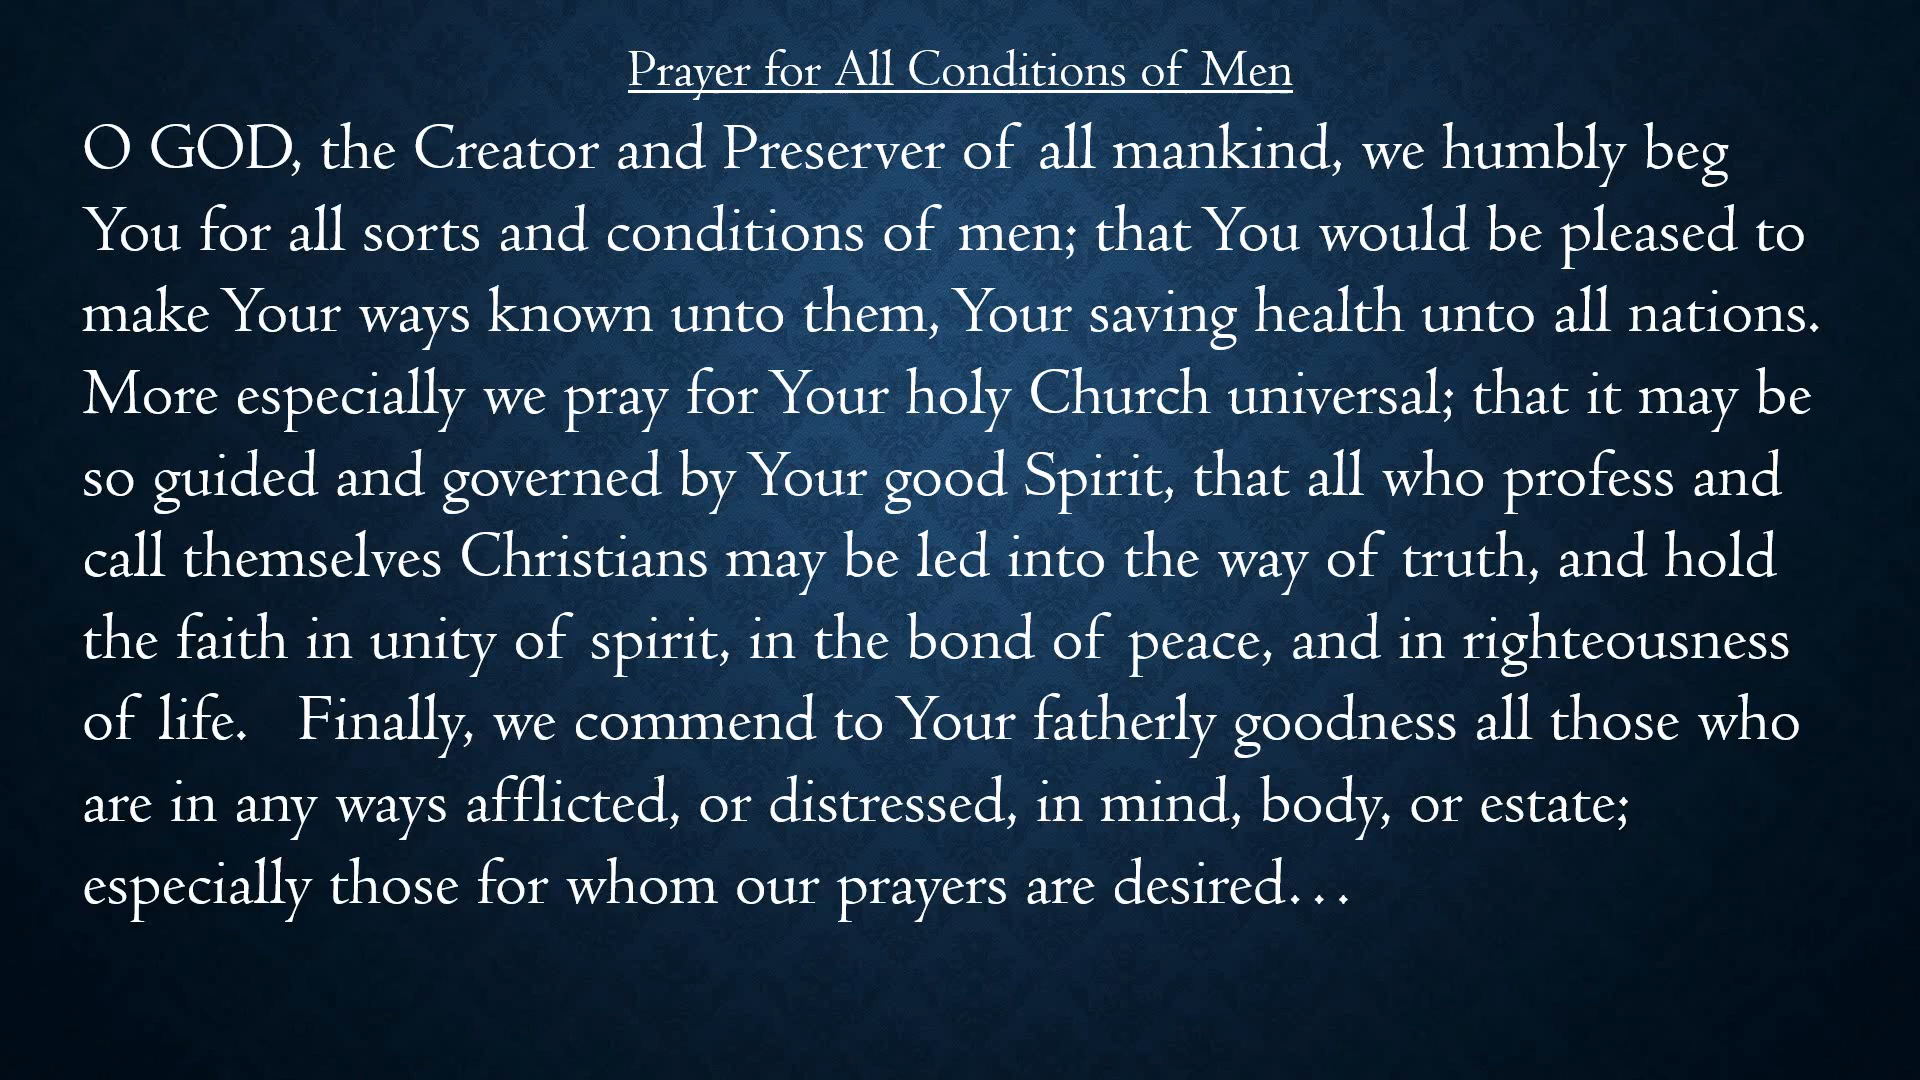 Prayer for All Conditions of Men
O GOD, the Creator and Preserver of all mankind, we humbly beg
You for all sorts and conditions of men; that You would be pleased to
make Your ways known unto them, Your saving health unto all nations.
More especially we pray for Your holy Church universal; that it may be
so guided and governed by Your good Spirit, that all who profess and
call themselves Christians may be led into the way of truth, and hold
the faith in unity of spirit, in the bond of peace, and in righteousness
of life.   Finally, we commend to Your fatherly goodness all those who
are in any ways afflicted, or distressed, in mind, body, or estate;
especially those for whom our prayers are desired…